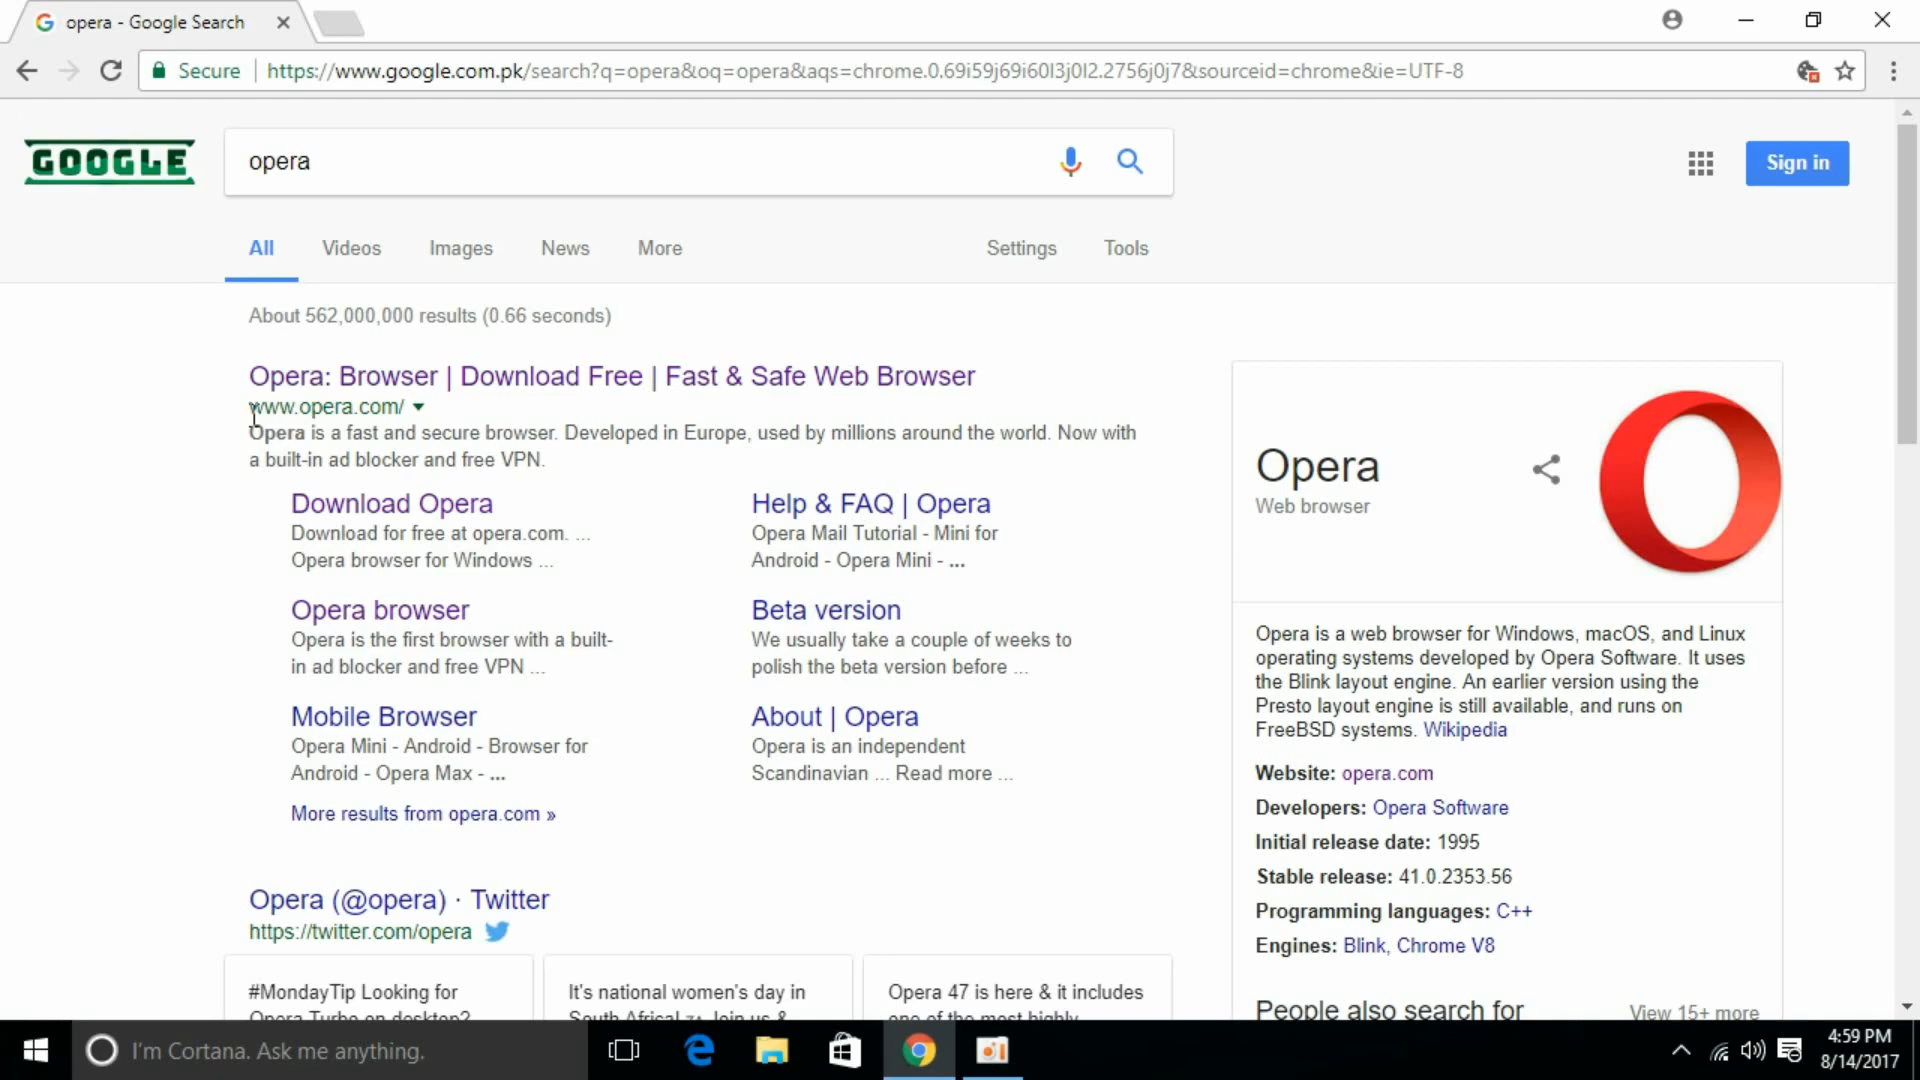 opera - Google Search
Secure https://www.google.com.pk/search?q=opera&oq=opera&aqs=chrome.0.69i59j69i60l3j0l2.2756j0j7&sourceid=chrome&ie=UTF-8
GOOGLE
opera
Sign in
All Videos Images News More Settings Tools
About 562,000,000 results (0.66 seconds)
Opera: Browser | Download Free | Fast & Safe Web Browser
www.opera.com/
Opera is a fast and secure browser. Developed in Europe, used by millions around the world. Now with
a built-in ad blocker and free VPN.
Download Opera
Download for free at opera.com. ...
Opera browser for Windows ...
Help & FAQ | Opera
Opera Mail Tutorial - Mini for
Android - Opera Mini - ...
Opera browser
Opera is the first browser with a built-
in ad blocker and free VPN ...
Beta version
We usually take a couple of weeks to
polish the beta version before ...
Mobile Browser
Opera Mini - Android - Browser for
Android - Opera Max - ...
About | Opera
Opera is an independent
Scandinavian ... Read more ...
More results from opera.com »
Opera (@opera) · Twitter
https://twitter.com/opera
#MondayTip Looking for
Opera Turbo on desktop?
It's national women's day in
South Africa! Join us &
Opera 47 is here & it includes
one of the most highly
Opera
Web browser
Opera is a web browser for Windows, macOS, and Linux
operating systems developed by Opera Software. It uses
the Blink layout engine. An earlier version using the
Presto layout engine is still available, and runs on
FreeBSD systems. Wikipedia
Website: opera.com
Developers: Opera Software
Initial release date: 1995
Stable release: 41.0.2353.56
Programming languages: C++
Engines: Blink, Chrome V8
People also search for
View 15+ more
I'm Cortana. Ask me anything.
4:59 PM
8/14/2017